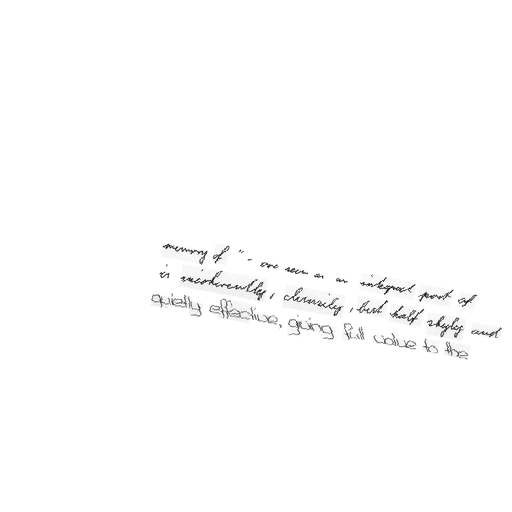 memory of " - are seen as an integral part of
is incoherently, clumsily, but half shyly and
quietly effective, giving full value to the